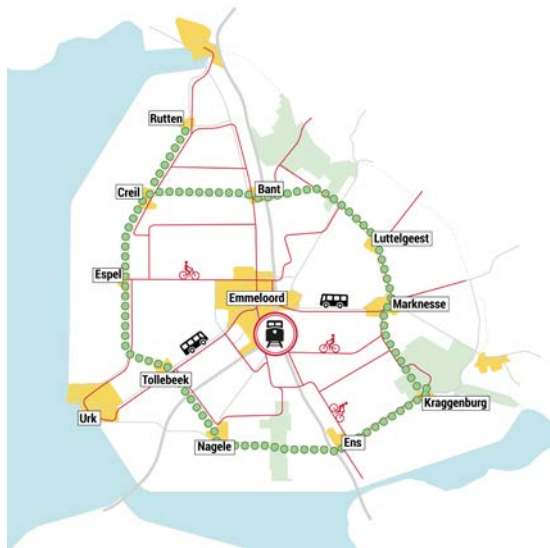 Rutten
Creil
Bant
Luttelgeest
Espel
Emmeloord
Marknesse
Tollebeek
Kraggenburg
Urk
Nagele
Ens